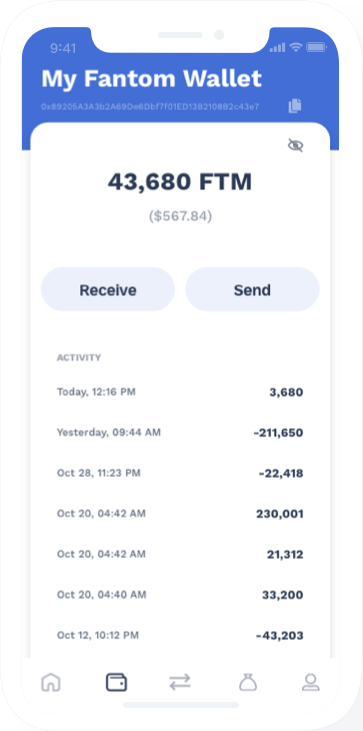 9:41
My Fantom Wallet
0x89205A3A3b2A69De6Dbf7f01ED13B2108B2c43e7
43,680 FTM
($567.84)
Receive Send
ACTIVITY
Today, 12:16 PM 3,680
Yesterday, 09:44 AM -211,650
Oct 28, 11:23 PM -22,418
Oct 20, 04:42 AM 230,001
Oct 20, 04:42 AM 21,312
Oct 20, 04:40 AM 33,200
Oct 12, 10:12 PM -43,203